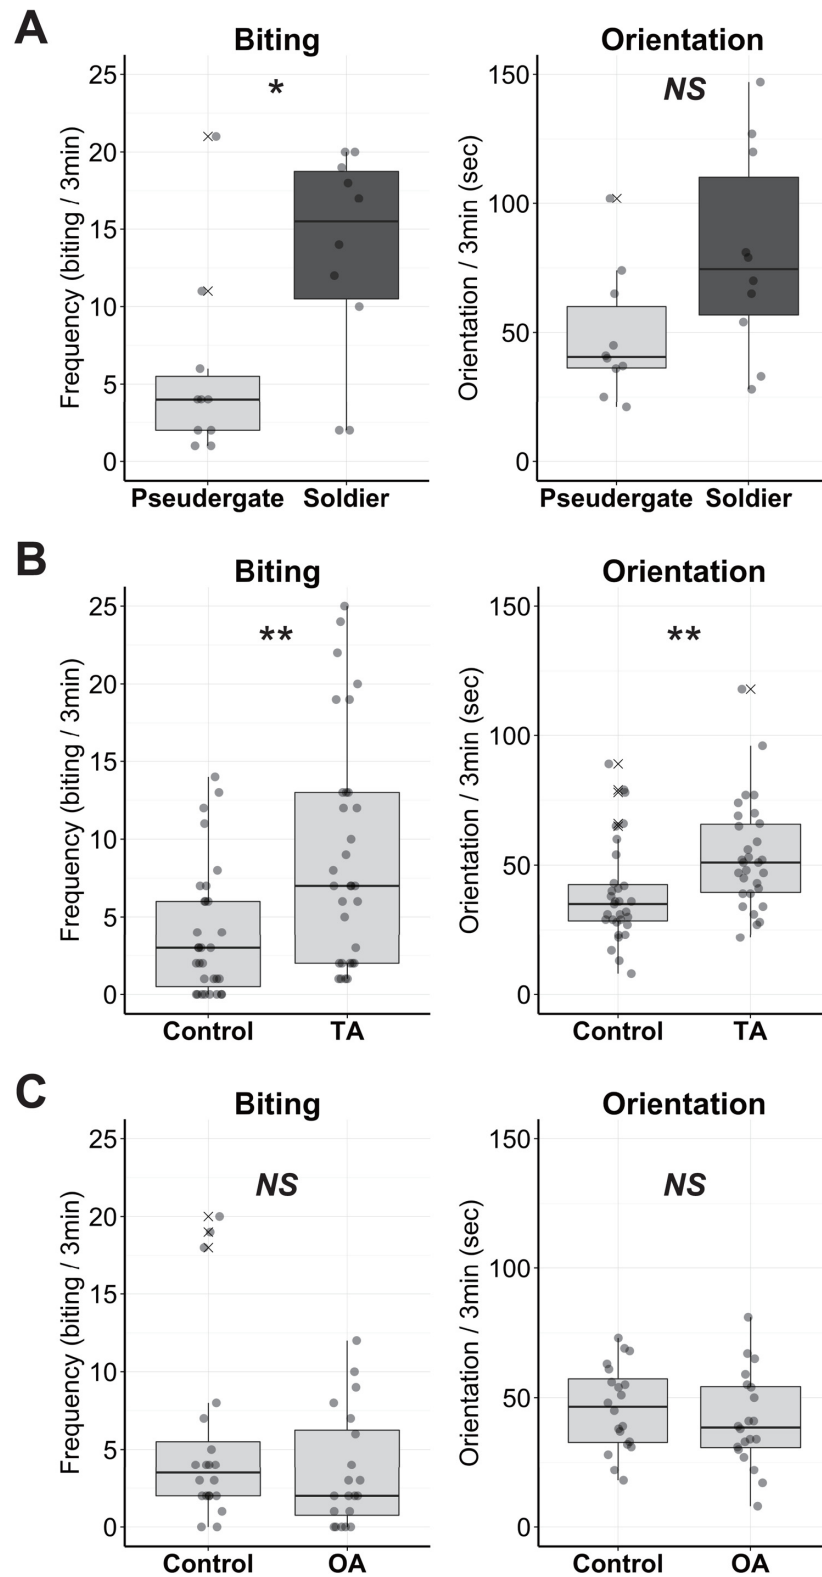 A
Biting
Orientation
Frequency (biting / 3min)
25
20
15
10
5
0
*
Pseudergate
Soldier
Orientation / 3min (sec)
150
100
50
0
NS
Pseudergate
Soldier
B
Biting
Orientation
Frequency (biting / 3min)
25
20
15
10
5
0
**
Control
TA
Orientation / 3min (sec)
150
100
50
0
**
Control
TA
C
Biting
Orientation
Frequency (biting / 3min)
25
20
15
10
5
0
NS
Control
OA
Orientation / 3min (sec)
150
100
50
0
NS
Control
OA